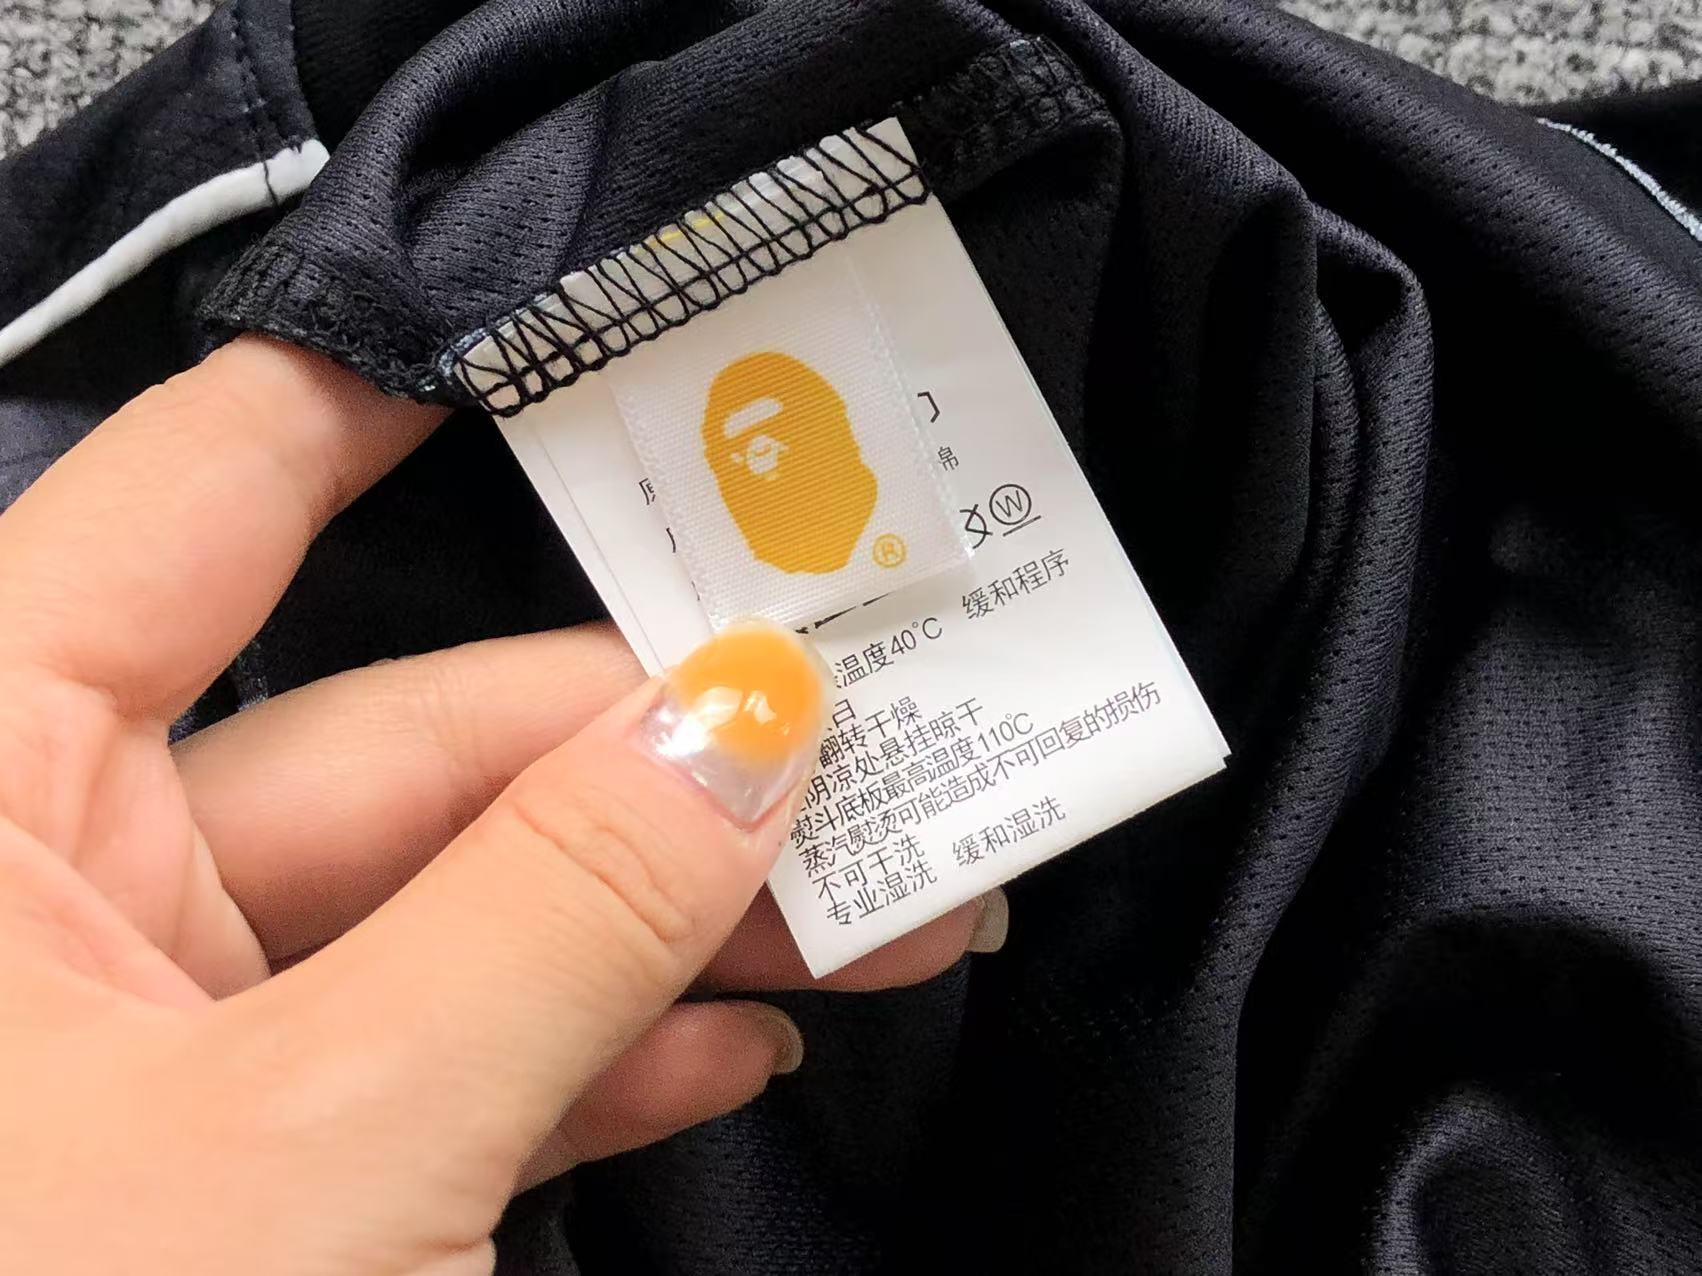 棉
W
缓和程序
温度40℃
翻转干燥
阴凉处悬挂晾干
熨斗底板最高温度110℃
蒸汽熨烫可能造成不可回复的损伤
不可干洗
专业湿洗 缓和湿洗
®